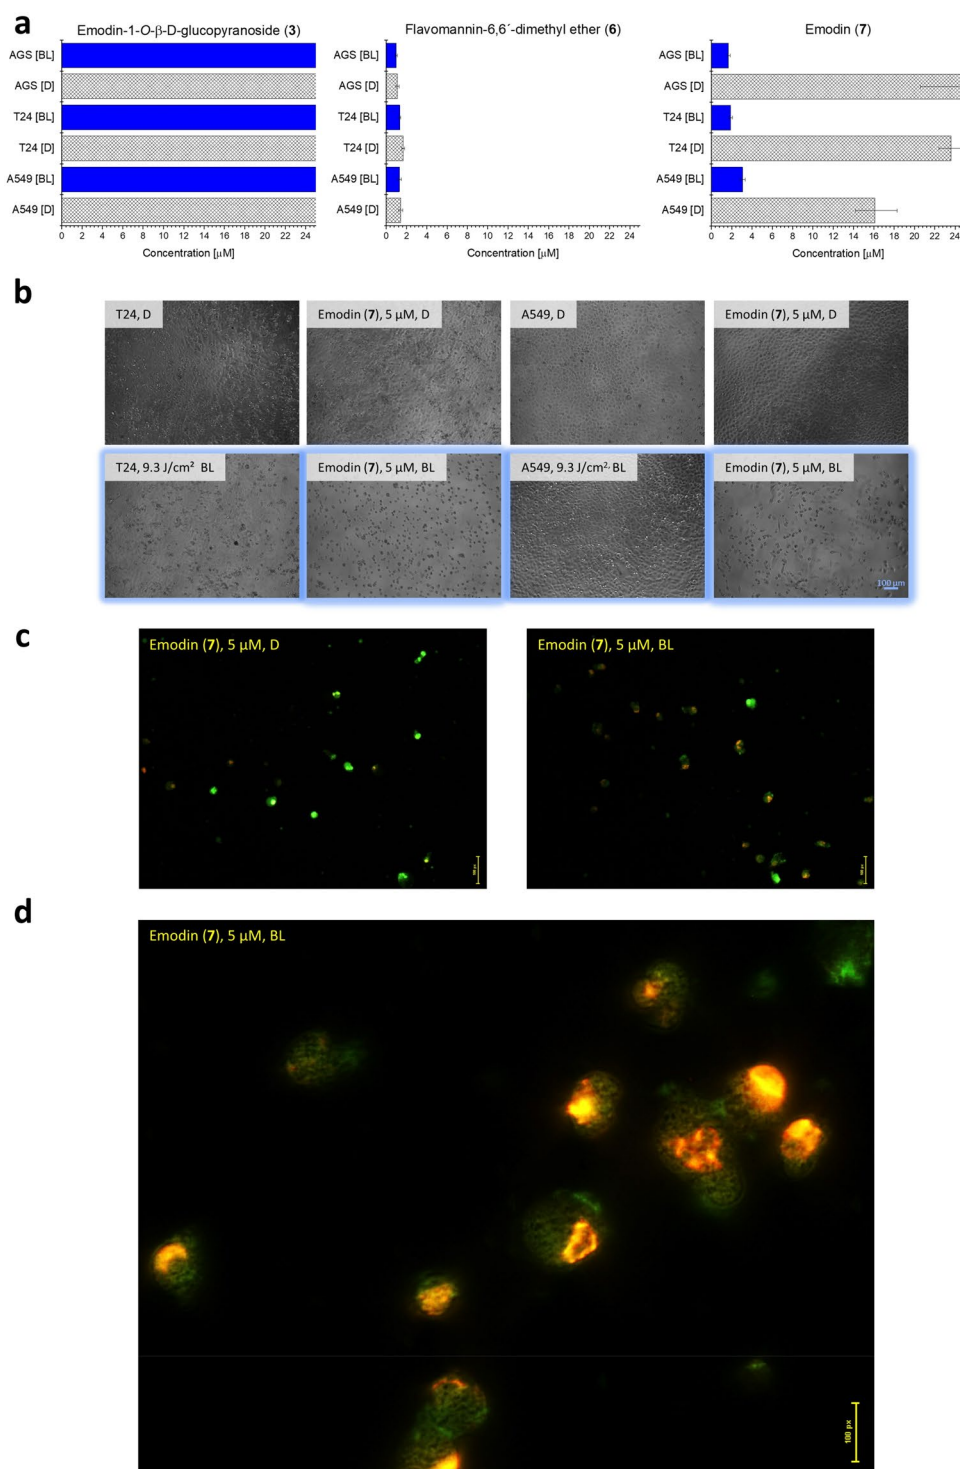 a
Emodin-1-O-β-D-glucopyranoside (3)
AGS [BL]
AGS [D]
T24 [BL]
T24 [D]
A549 [BL]
A549 [D]
0 2 4 6 8 10 12 14 16 18 20 22 24
Concentration [µM]
Flavomannin-6,6´-dimethyl ether (6)
AGS [BL]
AGS [D]
T24 [BL]
T24 [D]
A549 [BL]
A549 [D]
0 2 4 6 8 10 12 14 16 18 20 22 24
Concentration [µM]
Emodin (7)
AGS [BL]
AGS [D]
T24 [BL]
T24 [D]
A549 [BL]
A549 [D]
0 2 4 6 8 10 12 14 16 18 20 22 24
Concentration [µM]
b
T24, D
Emodin (7), 5 µM, D
A549, D
Emodin (7), 5 µM, D
T24, 9.3 J/cm² BL
Emodin (7), 5 µM, BL
A549, 9.3 J/cm², BL
Emodin (7), 5 µM, BL
100 µm
c
Emodin (7), 5 µM, D
Emodin (7), 5 µM, BL
d
Emodin (7), 5 µM, BL
100 px